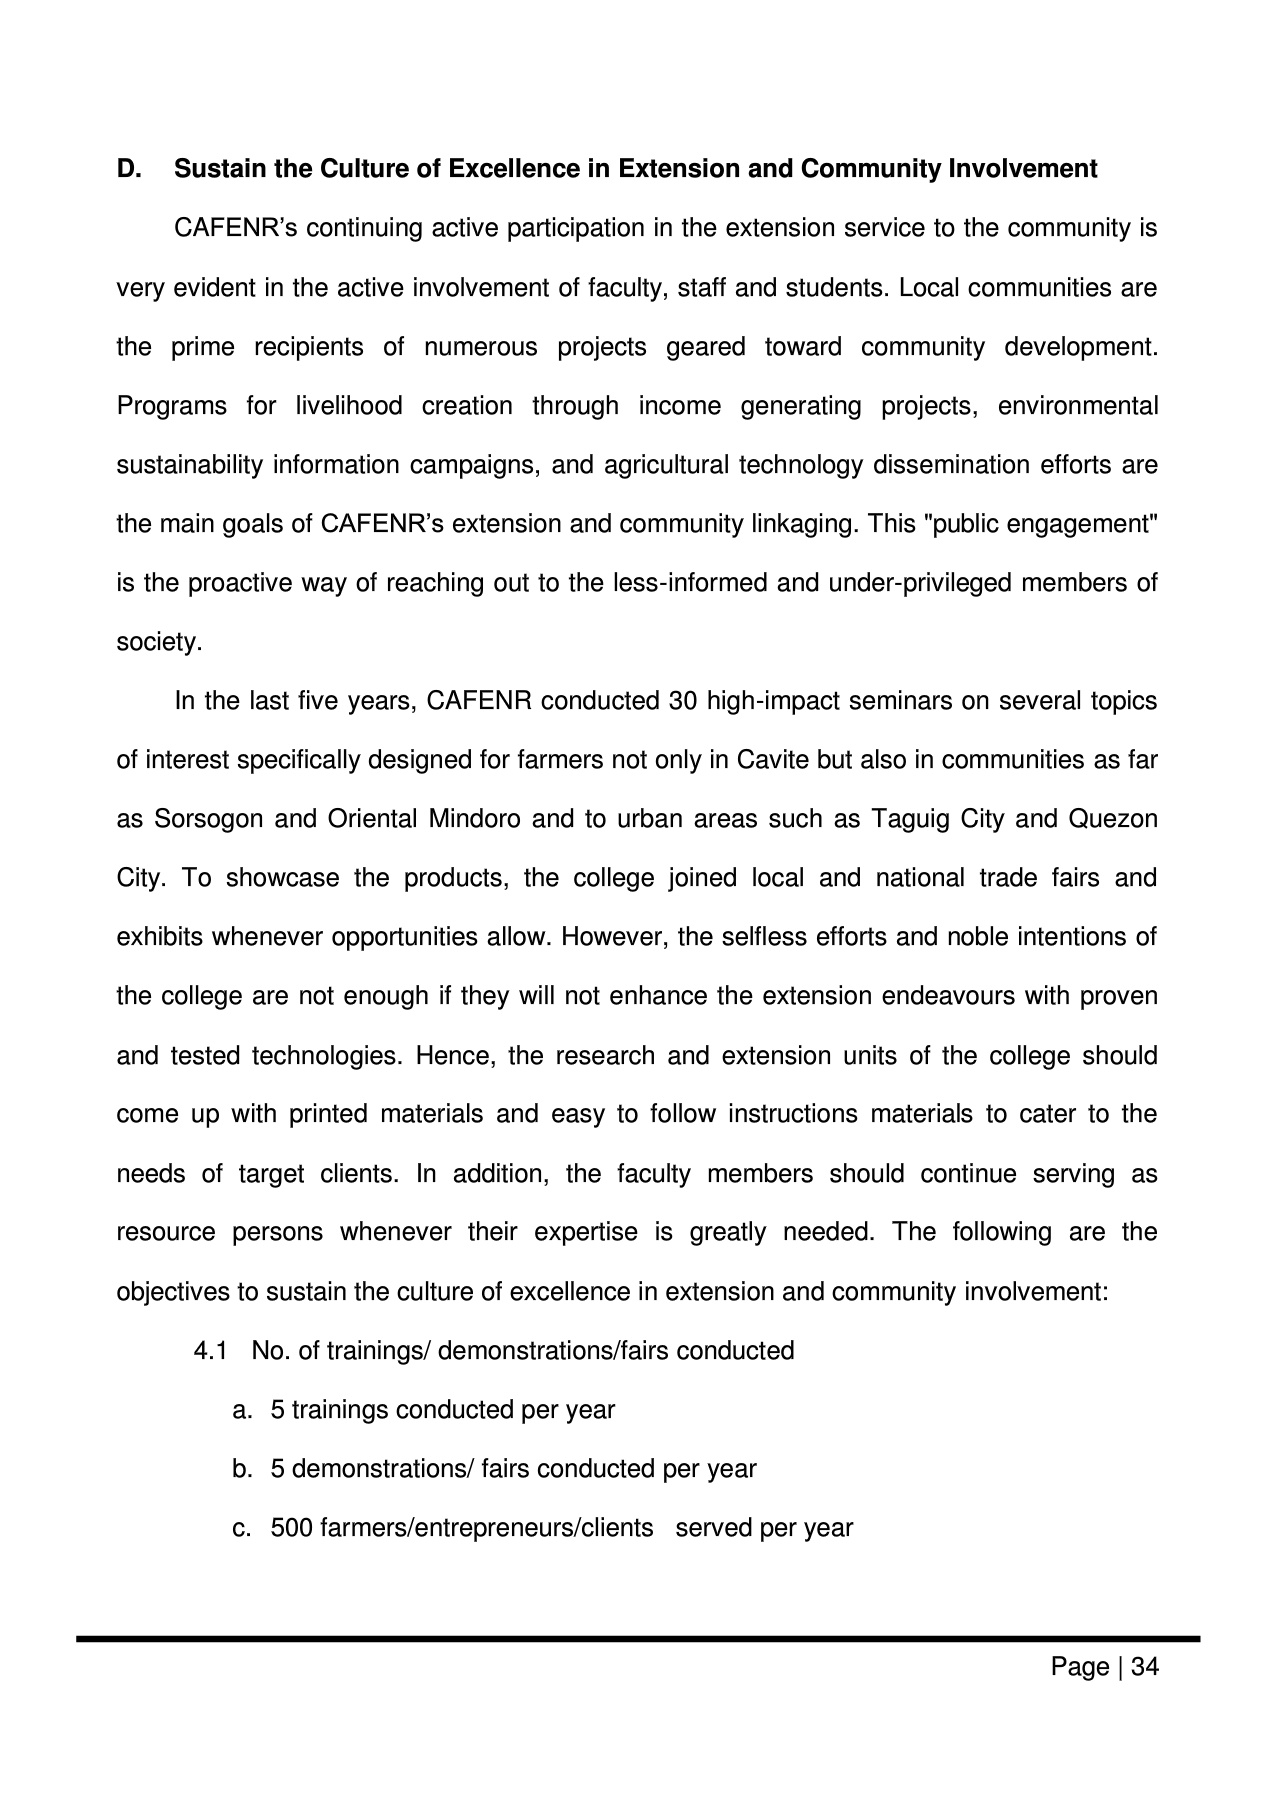 D. Sustain the Culture of Excellence in Extension and Community Involvement
CAFENR’s continuing active participation in the extension service to the community is
very evident in the active involvement of faculty, staff and students. Local communities are
the prime recipients of numerous projects geared toward community development.
Programs for livelihood creation through income generating projects, environmental
sustainability information campaigns, and agricultural technology dissemination efforts are
the main goals of CAFENR’s extension and community linkaging. This "public engagement"
is the proactive way of reaching out to the less-informed and under-privileged members of
society.
In the last five years, CAFENR conducted 30 high-impact seminars on several topics
of interest specifically designed for farmers not only in Cavite but also in communities as far
as Sorsogon and Oriental Mindoro and to urban areas such as Taguig City and Quezon
City. To showcase the products, the college joined local and national trade fairs and
exhibits whenever opportunities allow. However, the selfless efforts and noble intentions of
the college are not enough if they will not enhance the extension endeavours with proven
and tested technologies. Hence, the research and extension units of the college should
come up with printed materials and easy to follow instructions materials to cater to the
needs of target clients. In addition, the faculty members should continue serving as
resource persons whenever their expertise is greatly needed. The following are the
objectives to sustain the culture of excellence in extension and community involvement:
4.1 No. of trainings/ demonstrations/fairs conducted
a. 5 trainings conducted per year
b. 5 demonstrations/ fairs conducted per year
c. 500 farmers/entrepreneurs/clients served per year
Page | 34